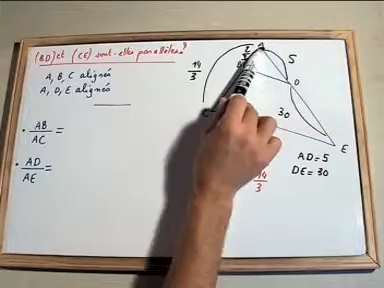 (BD) et (CE) sont-elles parallèles?
A, B, C alignés
A, D, E alignés
AB
AC =
AD
AE =
14
3
2
3
A
5
D
30
E
AD = 5
DE = 30
14
3